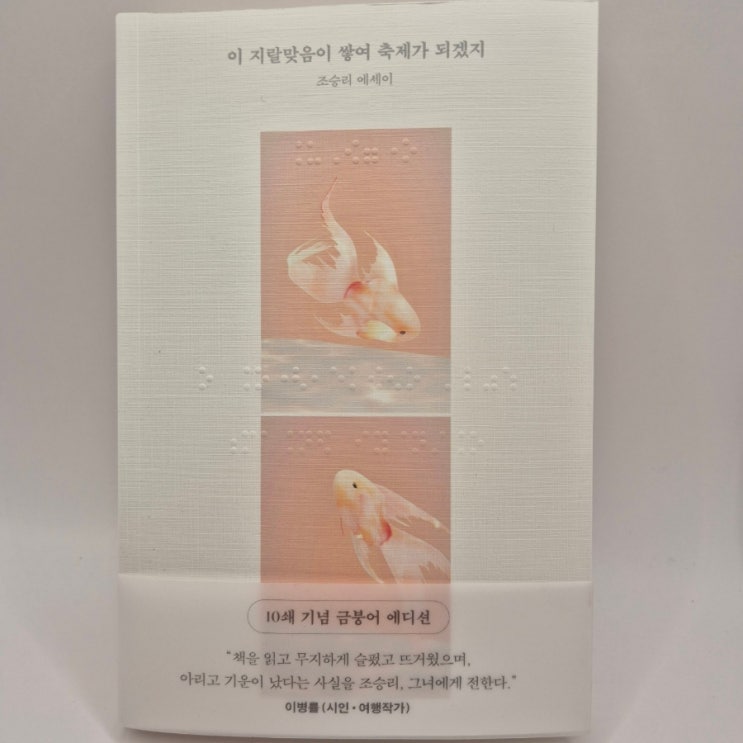 이 지랄맞음이 쌓여 축제가 되겠지
조승리 에세이
10쇄 기념 금붕어 에디션
“책을 읽고 무지하게 슬펐고 뜨거웠으며,
아리고 기운이 났다는 사실을 조승리, 그녀에게 전한다.”
이병률 (시인·여행작가)